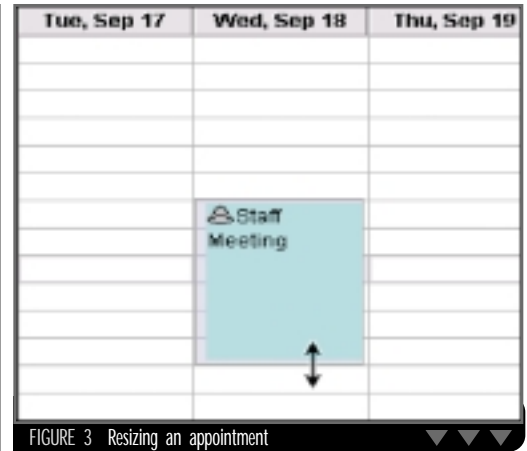 Tue, Sep 17 Wed, Sep 18 Thu, Sep 19
Staff
Meeting
FIGURE 3 Resizing an appointment